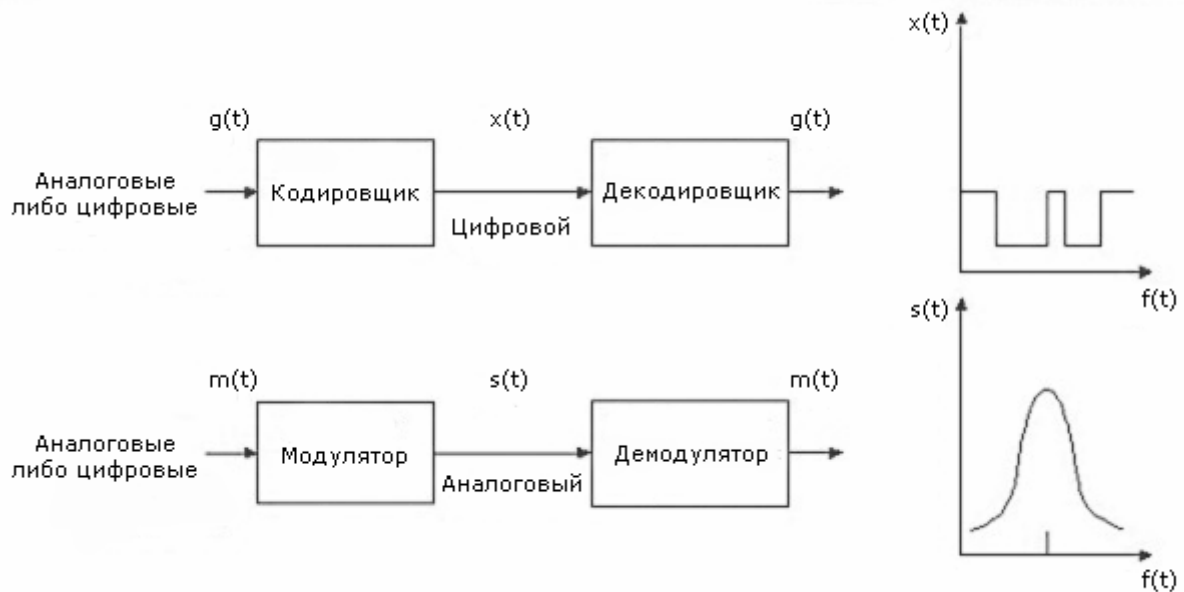 x(t)
g(t)
x(t)
g(t)
Аналоговые
либо цифровые
Кодировщик
Декодировщик
Цифровой
f(t)
s(t)
m(t)
s(t)
m(t)
Аналоговые
либо цифровые
Модулятор
Демодулятор
Аналоговый
f(t)